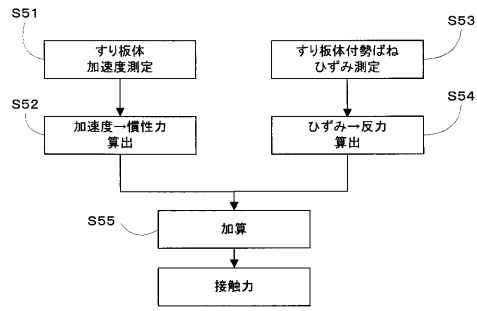 S51
すり板体
加速度測定
S53
すり板体付勢ばね
ひずみ測定
S52
加速度→慣性力
算出
S54
ひずみ→反力
算出
S55
加算
接触力